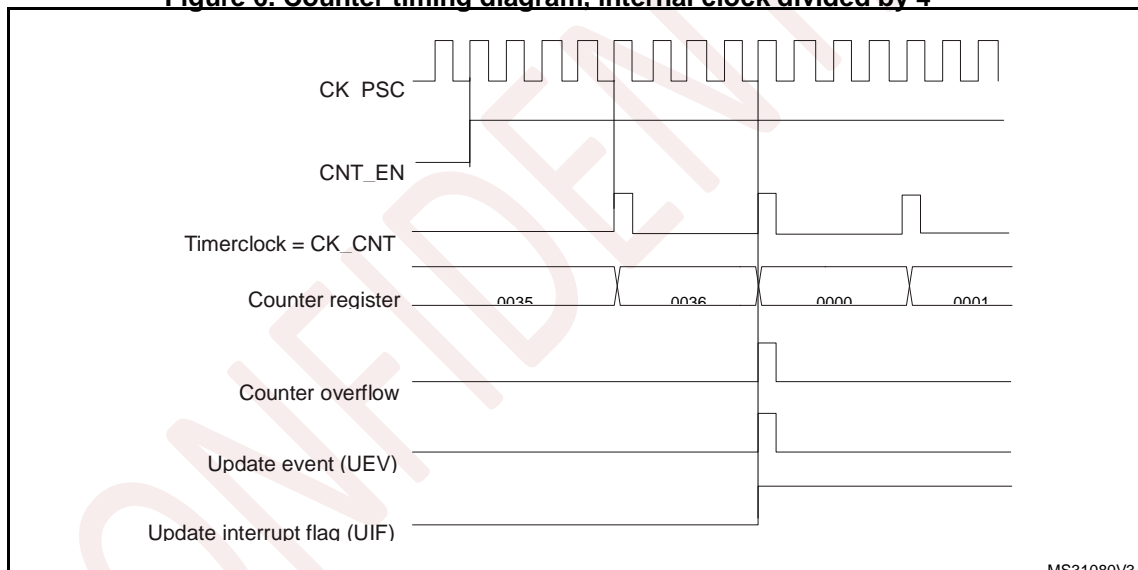 Figure 6. Counter timing diagram, internal clock divided by 4
CK_PSC
CNT_EN
Timerclock = CK_CNT
Counter register
0035
0036
0000
0001
Counter overflow
Update event (UEV)
Update interrupt flag (UIF)
MS31080V3